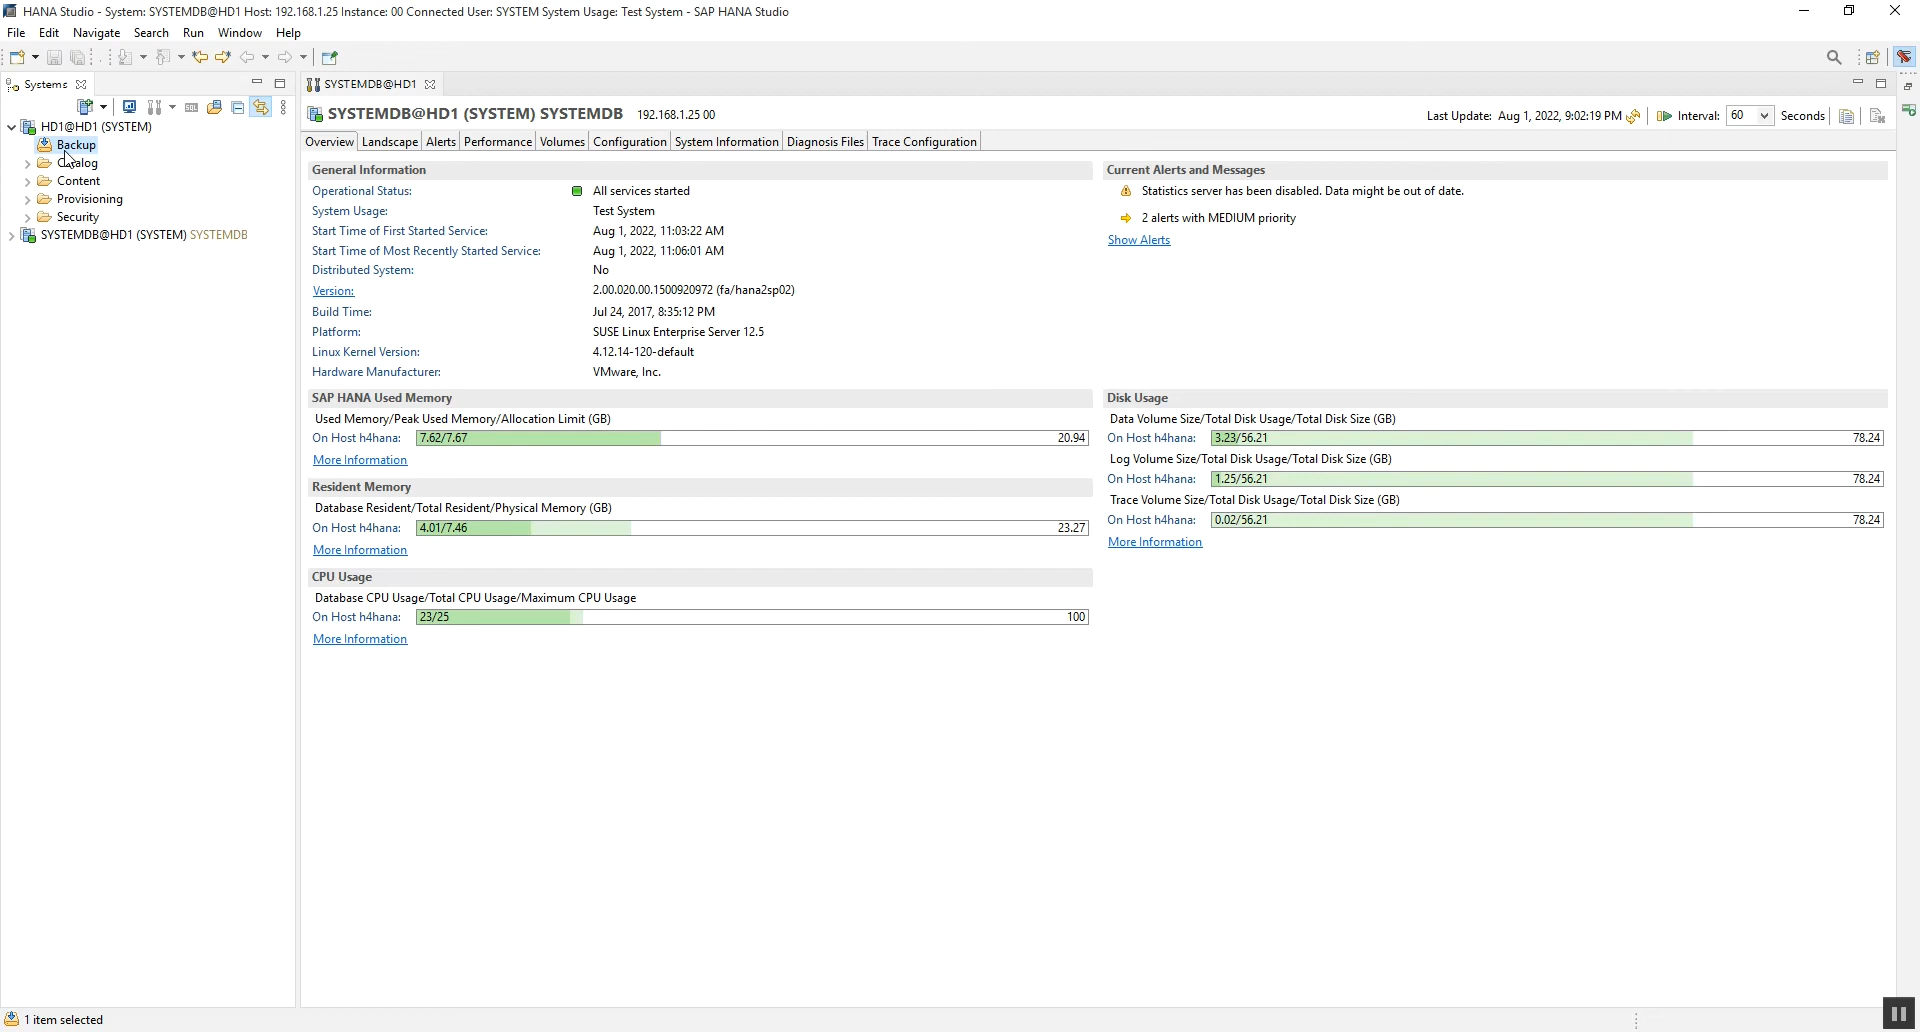 HANA Studio - System: SYSTEMDB@HD1 Host: 192.168.1.25 Instance: 00 Connected User: SYSTEM System Usage: Test System - SAP HANA Studio
File Edit Navigate Search Run Window Help
Systems
HD1@HD1 (SYSTEM)
Backup
Catalog
Content
Provisioning
Security
SYSTEMDB@HD1 (SYSTEM) SYSTEMDB
SYSTEMDB@HD1
SYSTEMDB@HD1 (SYSTEM) SYSTEMDB 192.168.1.25 00
Last Update: Aug 1, 2022, 9:02:19 PM Interval: 60 Seconds
Overview Landscape Alerts Performance Volumes Configuration System Information Diagnosis Files Trace Configuration
General Information
Operational Status: All services started
System Usage: Test System
Start Time of First Started Service: Aug 1, 2022, 11:03:22 AM
Start Time of Most Recently Started Service: Aug 1, 2022, 11:06:01 AM
Distributed System: No
Version: 2.00.020.00.1500920972 (fa/hana2sp02)
Build Time: Jul 24, 2017, 8:35:12 PM
Platform: SUSE Linux Enterprise Server 12.5
Linux Kernel Version: 4.12.14-120-default
Hardware Manufacturer: VMware, Inc.
Current Alerts and Messages
Statistics server has been disabled. Data might be out of date.
2 alerts with MEDIUM priority
Show Alerts
SAP HANA Used Memory
Used Memory/Peak Used Memory/Allocation Limit (GB)
On Host h4hana: 7.62/7.67 20.94
More Information
Resident Memory
Database Resident/Total Resident/Physical Memory (GB)
On Host h4hana: 4.01/7.46 23.27
More Information
CPU Usage
Database CPU Usage/Total CPU Usage/Maximum CPU Usage
On Host h4hana: 23/25 100
More Information
Disk Usage
Data Volume Size/Total Disk Usage/Total Disk Size (GB)
On Host h4hana: 3.23/56.21 78.24
Log Volume Size/Total Disk Usage/Total Disk Size (GB)
On Host h4hana: 1.25/56.21 78.24
Trace Volume Size/Total Disk Usage/Total Disk Size (GB)
On Host h4hana: 0.02/56.21 78.24
More Information
1 item selected